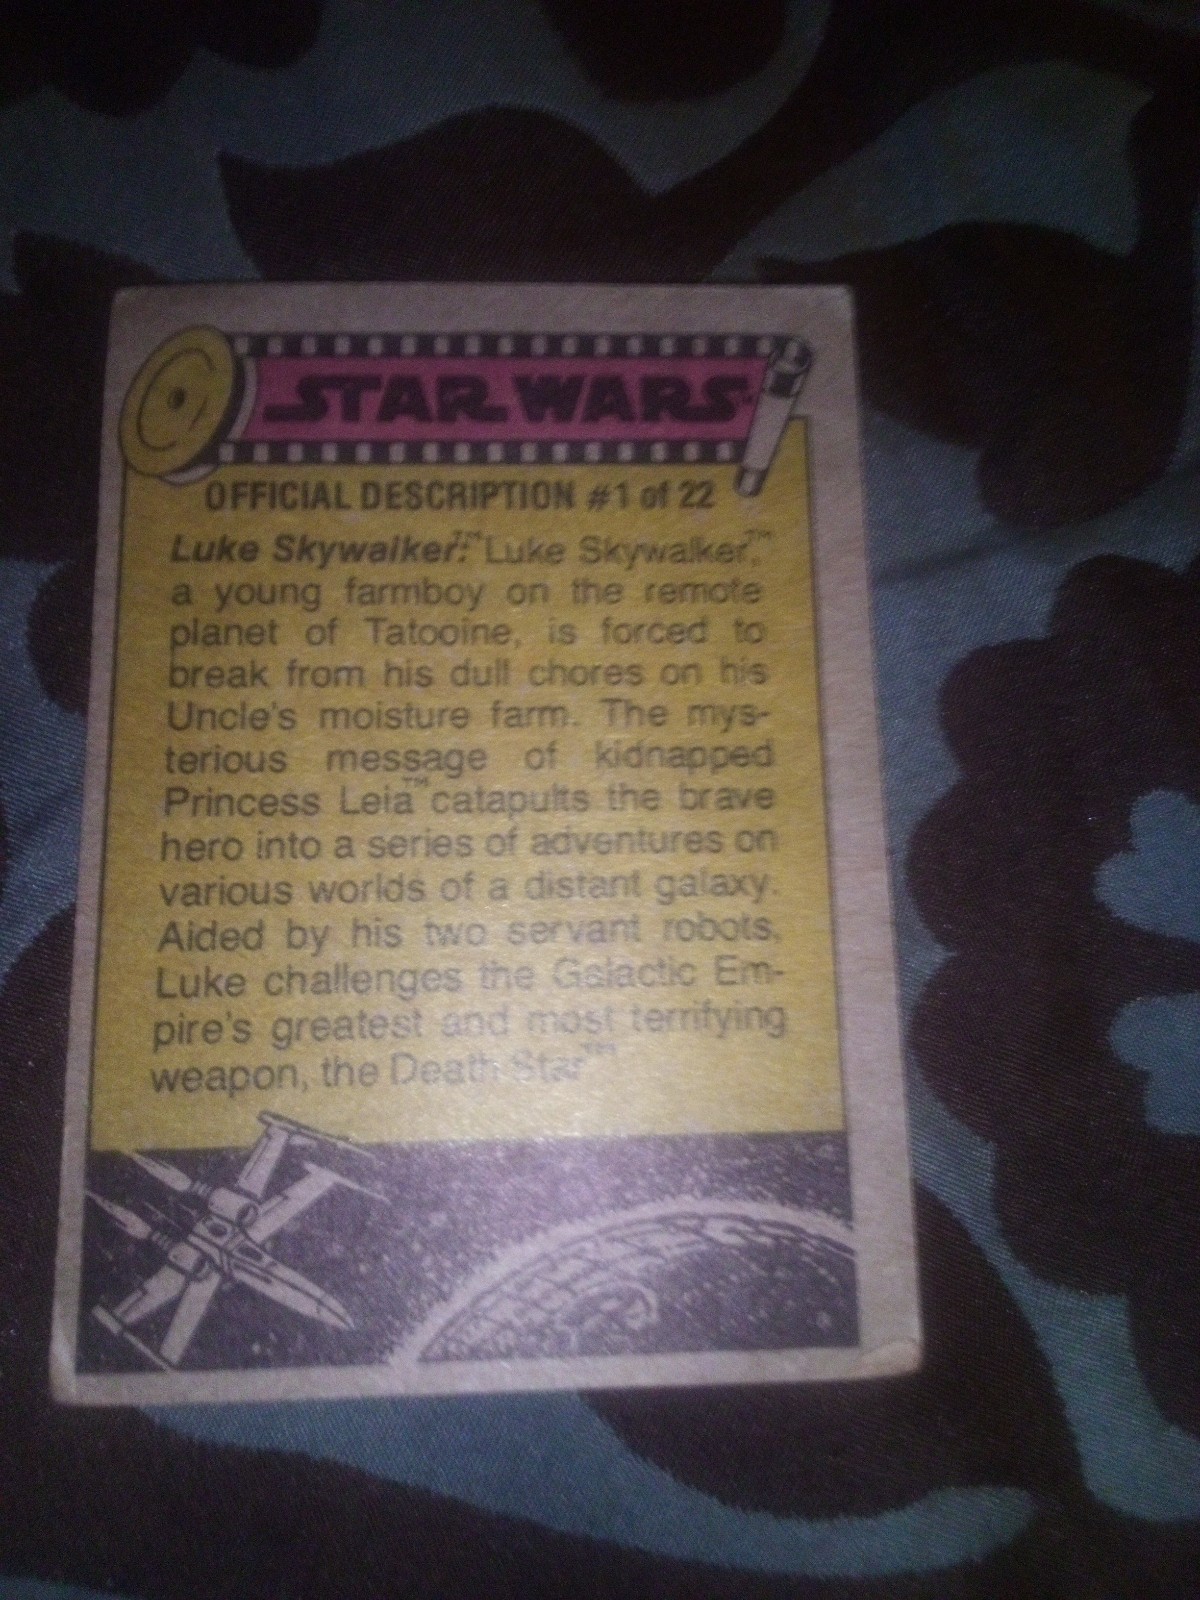 STAR WARS™
OFFICIAL DESCRIPTION #1 of 22
Luke Skywalker:™ Luke Skywalker,™
a young farmboy on the remote
planet of Tatooine, is forced to
break from his dull chores on his
Uncle's moisture farm. The mys-
terious message of kidnapped
Princess Leia™ catapults the brave
hero into a series of adventures on
various worlds of a distant galaxy.
Aided by his two servant robots,
Luke challenges the Galactic Em-
pire's greatest and most terrifying
weapon, the Death Star™